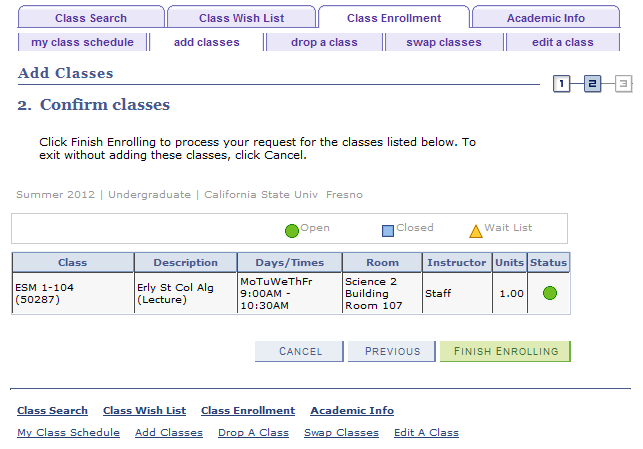 Class Search Class Wish List Class Enrollment Academic Info
my class schedule add classes drop a class swap classes edit a class
Add Classes
1 2 3
2. Confirm classes
Click Finish Enrolling to process your request for the classes listed below. To
exit without adding these classes, click Cancel.
Summer 2012 | Undergraduate | California State Univ Fresno
Open Closed Wait List
Class Description Days/Times Room Instructor Units Status
ESM 1-104
(50287)
Erly St Col Alg
(Lecture)
MoTuWeThFr
9:00AM -
10:30AM
Science 2
Building
Room 107
Staff
1.00
CANCEL PREVIOUS FINISH ENROLLING
Class Search Class Wish List Class Enrollment Academic Info
My Class Schedule Add Classes Drop A Class Swap Classes Edit A Class